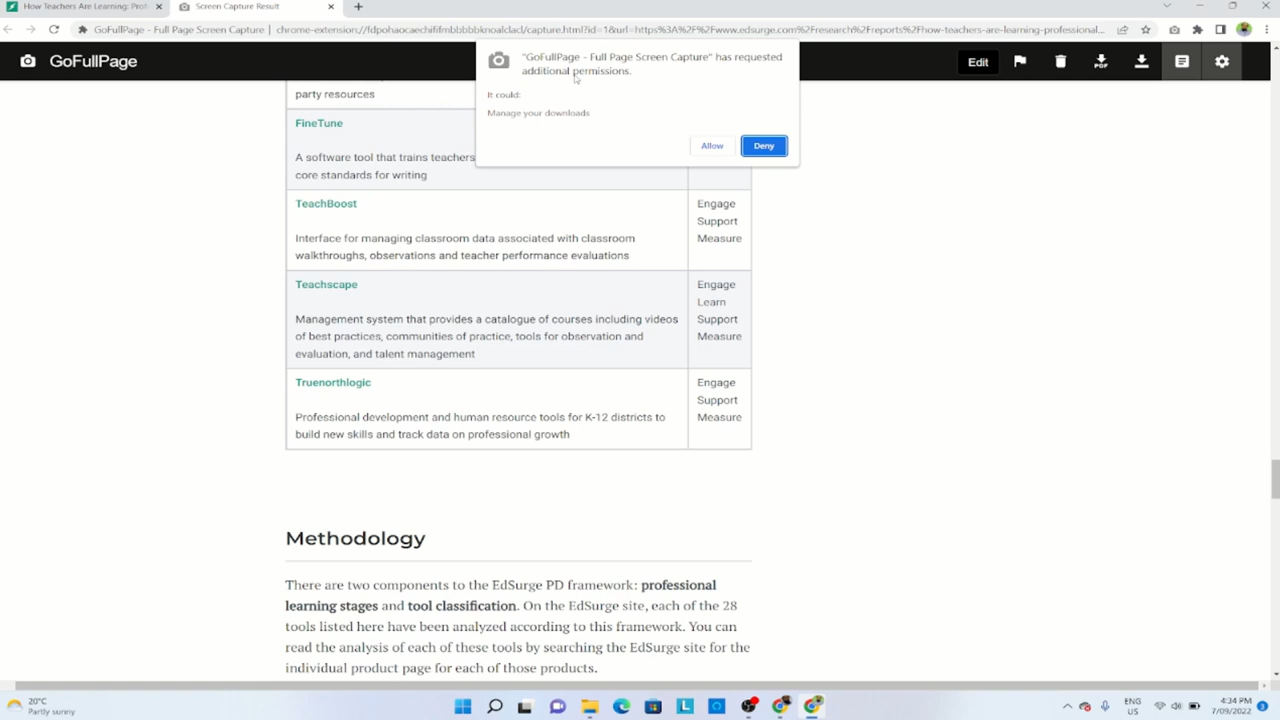 How Teachers Are Learning: Prof
Screen Capture Result
GoFullPage - Full Page Screen Capture | chrome-extension://fdpohaocaechififmbbbbbknoalclacl/capture.html?id=1&url=https%3A%2F%2Fwww.edsurge.com%2Fresearch%2Freports%2Fhow-teachers-are-learning-professional...
GoFullPage
Edit
"GoFullPage - Full Page Screen Capture" has requested
additional permissions.
It could:
Manage your downloads
Allow
Deny
party resources
FineTune
A software tool that trains teachers
core standards for writing
TeachBoost
Interface for managing classroom data associated with classroom
walkthroughs, observations and teacher performance evaluations
Engage
Support
Measure
Teachscape
Management system that provides a catalogue of courses including videos
of best practices, communities of practice, tools for observation and
evaluation, and talent management
Engage
Learn
Support
Measure
Truenorthlogic
Professional development and human resource tools for K-12 districts to
build new skills and track data on professional growth
Engage
Support
Measure
Methodology
There are two components to the EdSurge PD framework: professional
learning stages and tool classification. On the EdSurge site, each of the 28
tools listed here have been analyzed according to this framework. You can
read the analysis of each of these tools by searching the EdSurge site for the
individual product page for each of those products.
20°C
Partly sunny
ENG
US
4:34 PM
7/09/2022
3